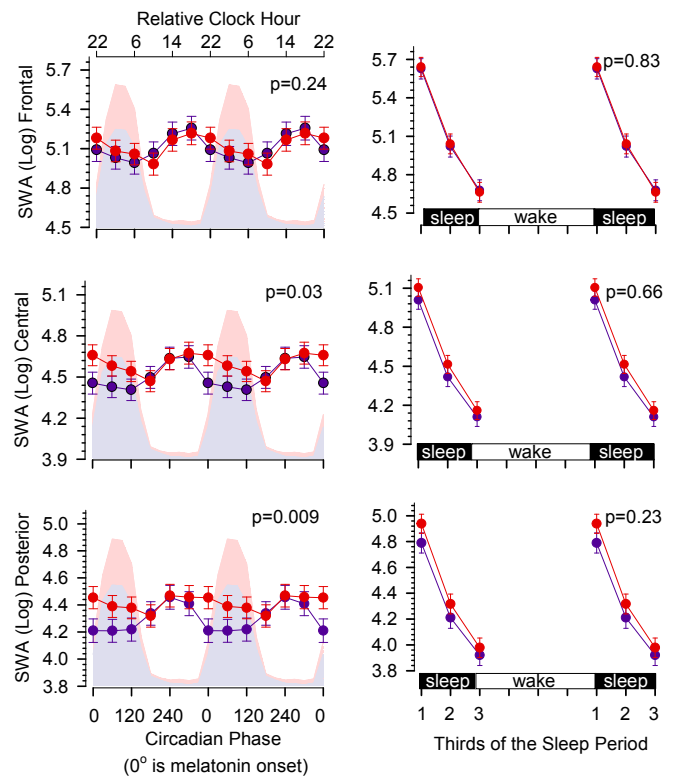 Relative Clock Hour
22 6 14 22 6 14 22
SWA (Log) Frontal
5.7
5.4
5.1
4.8
4.5
p=0.24
5.7
5.4
5.1
4.8
4.5
p=0.83
sleep wake sleep
SWA (Log) Central
5.1
4.8
4.5
4.2
3.9
p=0.03
5.1
4.8
4.5
4.2
3.9
p=0.66
sleep wake sleep
SWA (Log) Posterior
5.0
4.8
4.6
4.4
4.2
4.0
3.8
p=0.009
5.0
4.8
4.6
4.4
4.2
4.0
3.8
p=0.23
sleep wake sleep
0 120 240 0 120 240 0
Circadian Phase
(0° is melatonin onset)
1 2 3 1 2 3
Thirds of the Sleep Period